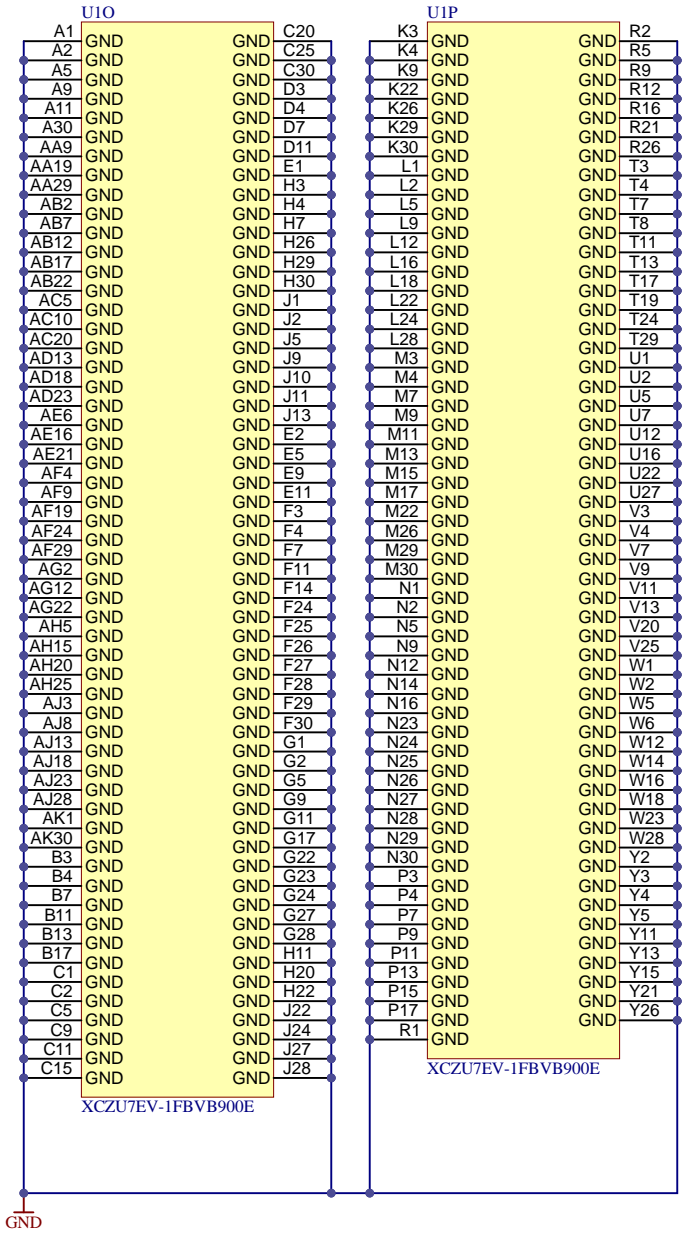 U1O
A1 GND GND C20
A2 GND GND C25
A5 GND GND C30
A9 GND GND D3
A11 GND GND D4
A30 GND GND D7
AA9 GND GND D11
AA19 GND GND E1
AA29 GND GND H3
AB2 GND GND H4
AB7 GND GND H7
AB12 GND GND H26
AB17 GND GND H29
AB22 GND GND H30
AC5 GND GND J1
AC10 GND GND J2
AC20 GND GND J5
AD13 GND GND J9
AD18 GND GND J10
AD23 GND GND J11
AE6 GND GND J13
AE16 GND GND E2
AE21 GND GND E5
AF4 GND GND E9
AF9 GND GND E11
AF19 GND GND F3
AF24 GND GND F4
AF29 GND GND F7
AG2 GND GND F11
AG12 GND GND F14
AG22 GND GND F24
AH5 GND GND F25
AH15 GND GND F26
AH20 GND GND F27
AH25 GND GND F28
AJ3 GND GND F29
AJ8 GND GND F30
AJ13 GND GND G1
AJ18 GND GND G2
AJ23 GND GND G5
AJ28 GND GND G9
AK1 GND GND G11
AK30 GND GND G17
B3 GND GND G22
B4 GND GND G23
B7 GND GND G24
B11 GND GND G27
B13 GND GND G28
B17 GND GND H11
C1 GND GND H20
C2 GND GND H22
C5 GND GND J22
C9 GND GND J24
C11 GND GND J27
C15 GND GND J28
XCZU7EV-1FBVB900E
GND
U1P
K3 GND GND R2
K4 GND GND R5
K9 GND GND R9
K22 GND GND R12
K26 GND GND R16
K29 GND GND R21
K30 GND GND R26
L1 GND GND T3
L2 GND GND T4
L5 GND GND T7
L9 GND GND T8
L12 GND GND T11
L16 GND GND T13
L18 GND GND T17
L22 GND GND T19
L24 GND GND T24
L28 GND GND T29
M3 GND GND U1
M4 GND GND U2
M7 GND GND U5
M9 GND GND U7
M11 GND GND U12
M13 GND GND U16
M15 GND GND U22
M17 GND GND U27
M22 GND GND V3
M26 GND GND V4
M29 GND GND V7
M30 GND GND V9
N1 GND GND V11
N2 GND GND V13
N5 GND GND V20
N9 GND GND V25
N12 GND GND W1
N14 GND GND W2
N16 GND GND W5
N23 GND GND W6
N24 GND GND W12
N25 GND GND W14
N26 GND GND W16
N27 GND GND W18
N28 GND GND W23
N29 GND GND W28
N30 GND GND Y2
P3 GND GND Y3
P4 GND GND Y4
P7 GND GND Y5
P9 GND GND Y11
P11 GND GND Y13
P13 GND GND Y15
P15 GND GND Y21
P17 GND GND Y26
R1 GND
XCZU7EV-1FBVB900E